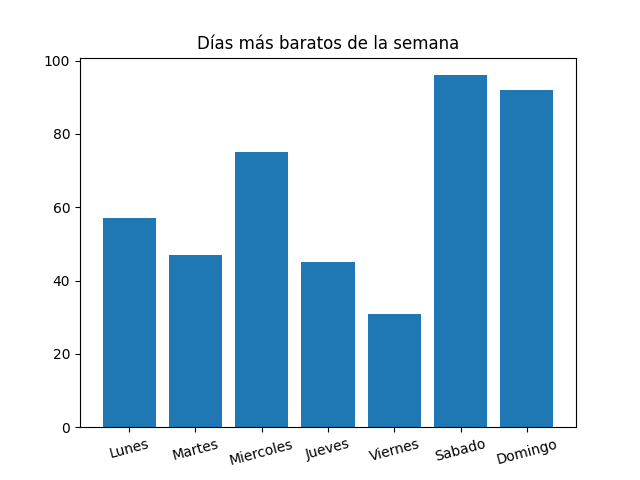 Días más baratos de la semana
100
80
60
40
20
0
Lunes
Martes
Miercoles
Jueves
Viernes
Sabado
Domingo